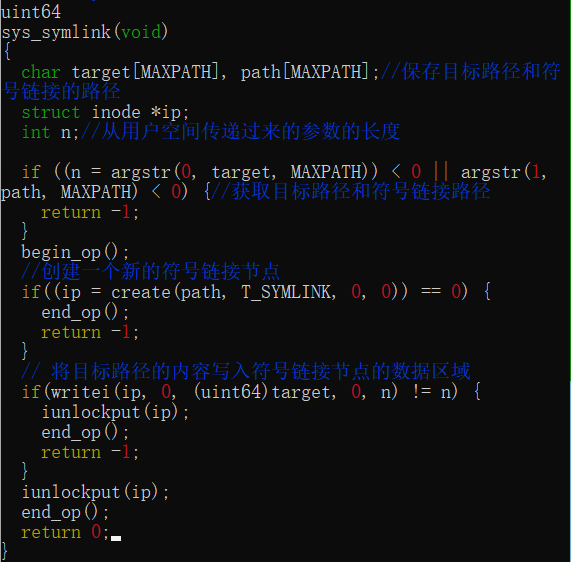 uint64
sys_symlink(void)
{
  char target[MAXPATH], path[MAXPATH];//保存目标路径和符
号链接的路径
  struct inode *ip;
  int n;//从用户空间传递过来的参数的长度

  if ((n = argstr(0, target, MAXPATH)) < 0 || argstr(1,
path, MAXPATH) < 0) {//获取目标路径和符号链接路径
    return -1;
  }
  begin_op();
  //创建一个新的符号链接节点
  if((ip = create(path, T_SYMLINK, 0, 0)) == 0) {
    end_op();
    return -1;
  }
  // 将目标路径的内容写入符号链接节点的数据区域
  if(writei(ip, 0, (uint64)target, 0, n) != n) {
    iunlockput(ip);
    end_op();
    return -1;
  }
  iunlockput(ip);
  end_op();
  return 0;
}